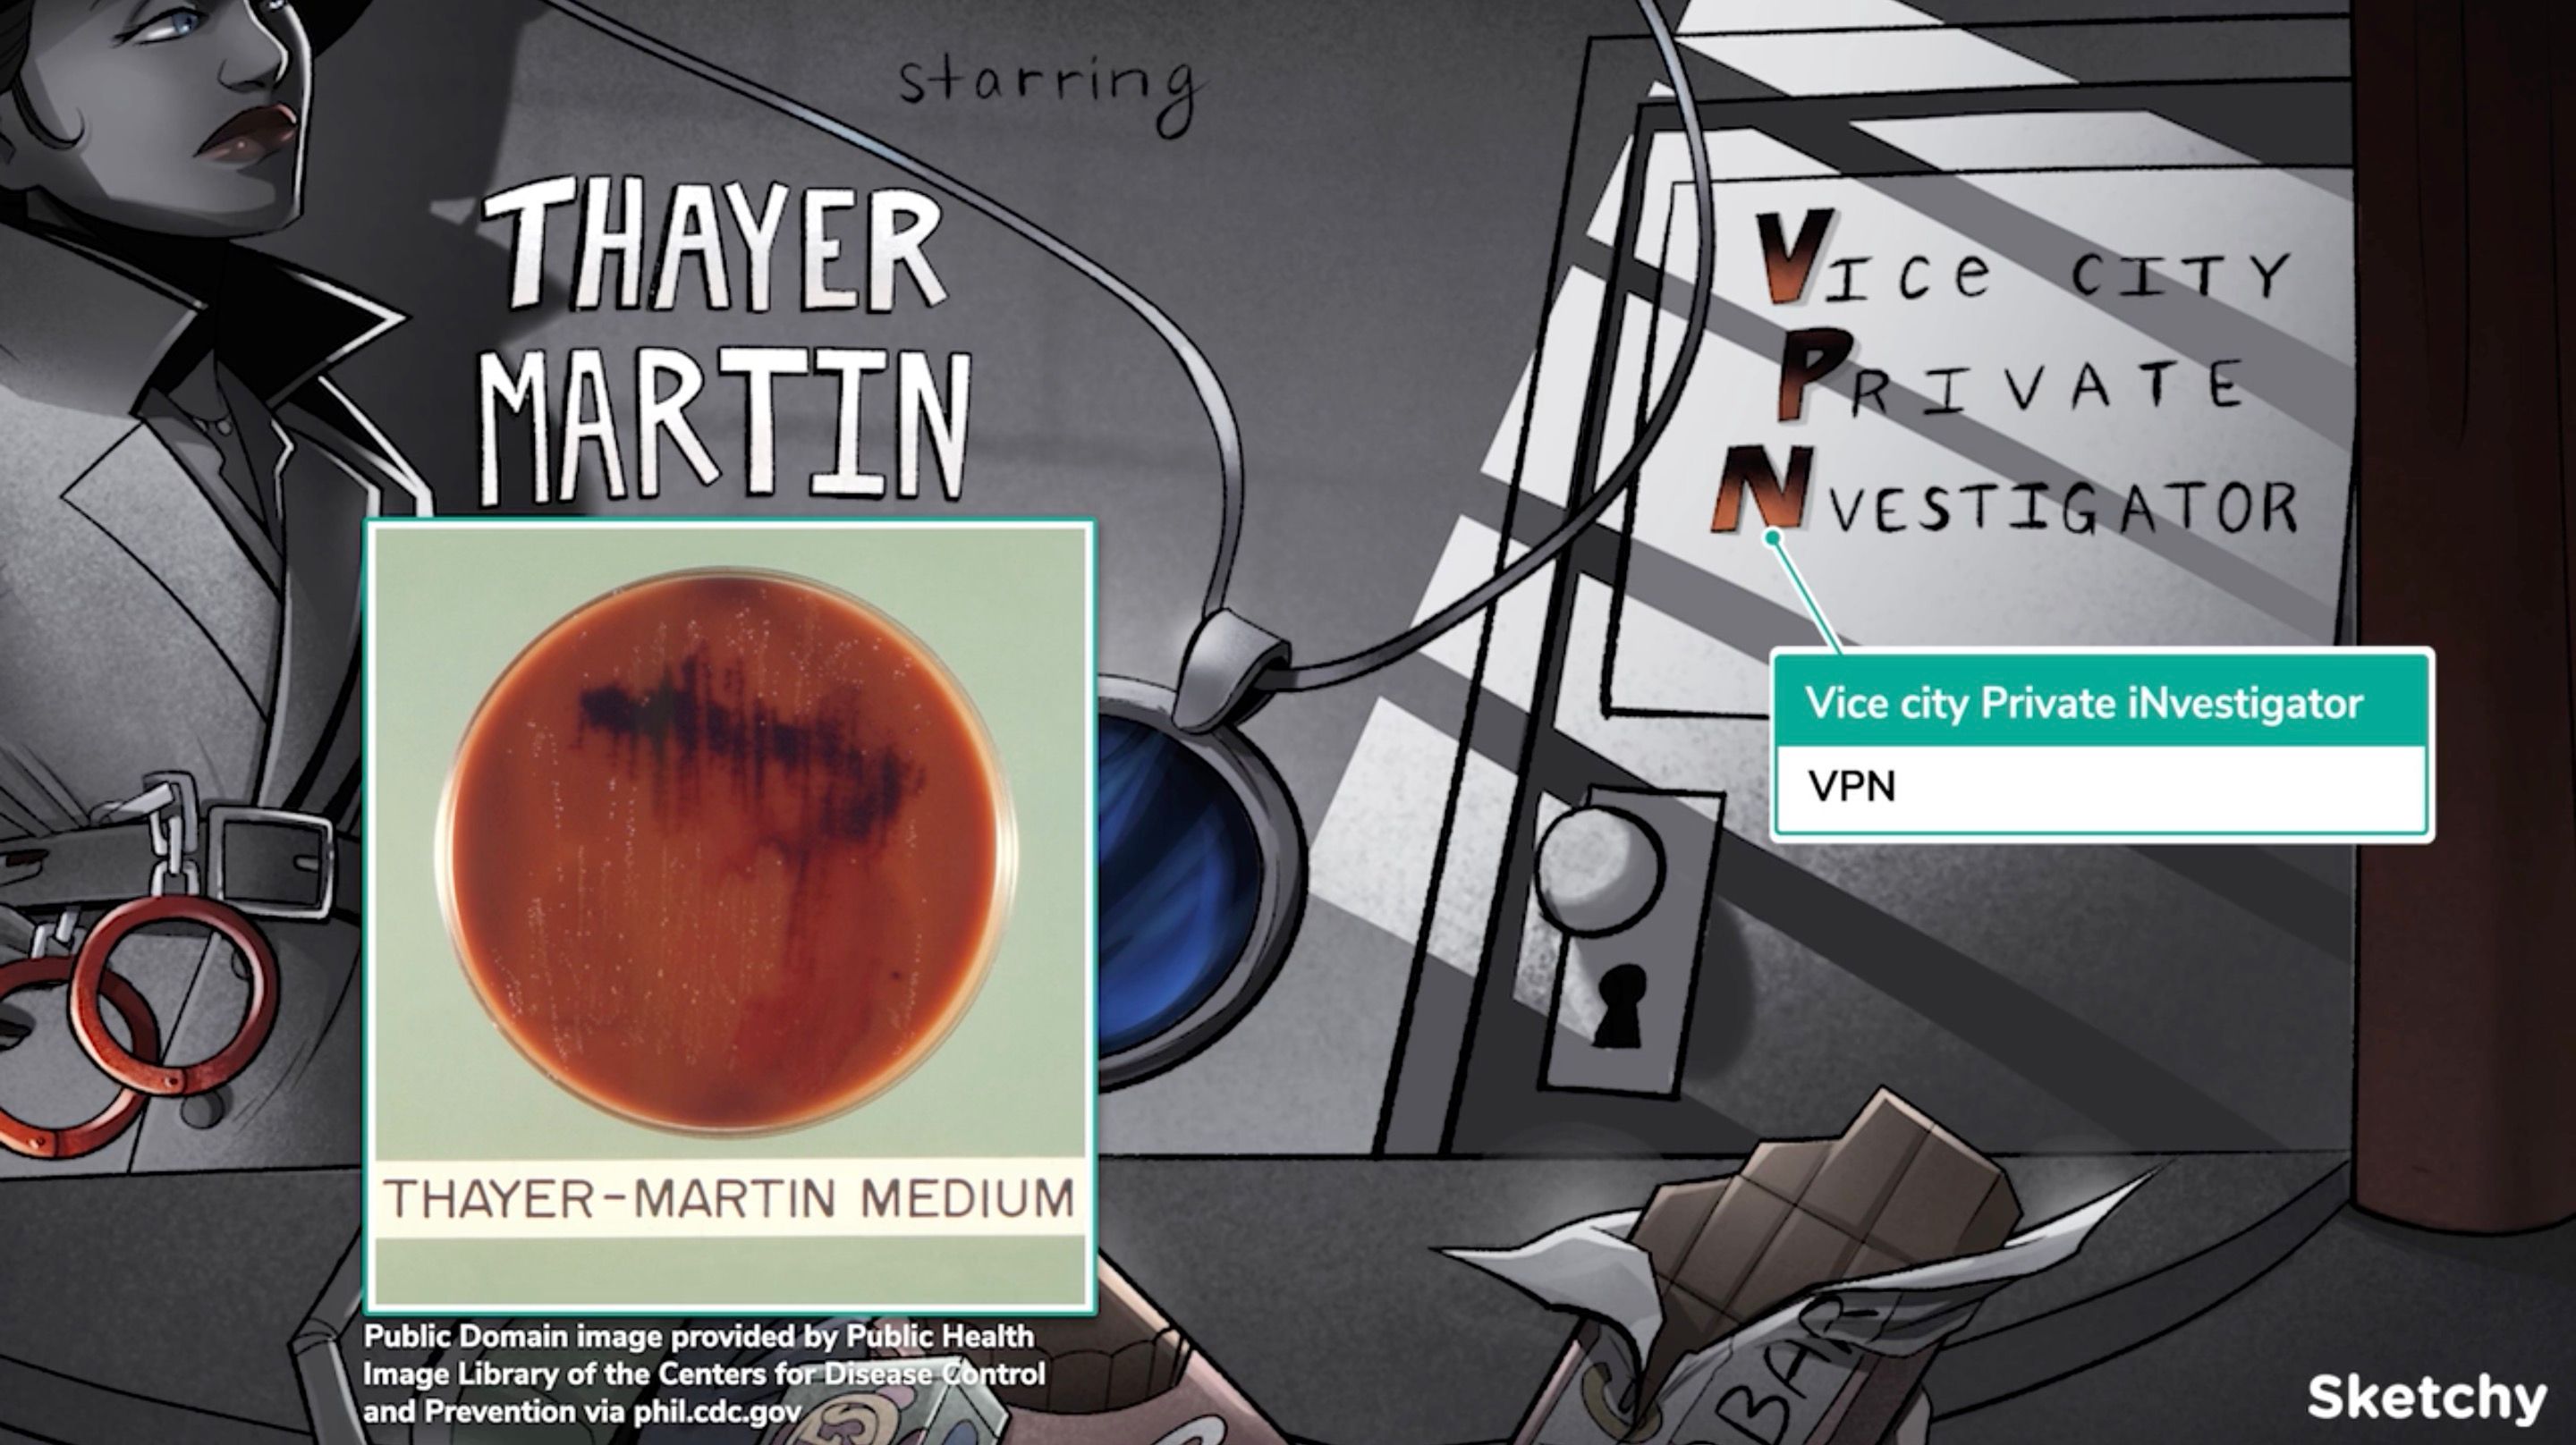 starring
THAYER
MARTIN
VICe CITY
PRIVATE
NVESTIGATOR
Vice city Private iNvestigator
VPN
THAYER-MARTIN MEDIUM
Public Domain image provided by Public Health
Image Library of the Centers for Disease Control
and Prevention via phil.cdc.gov
BAR
Sketchy